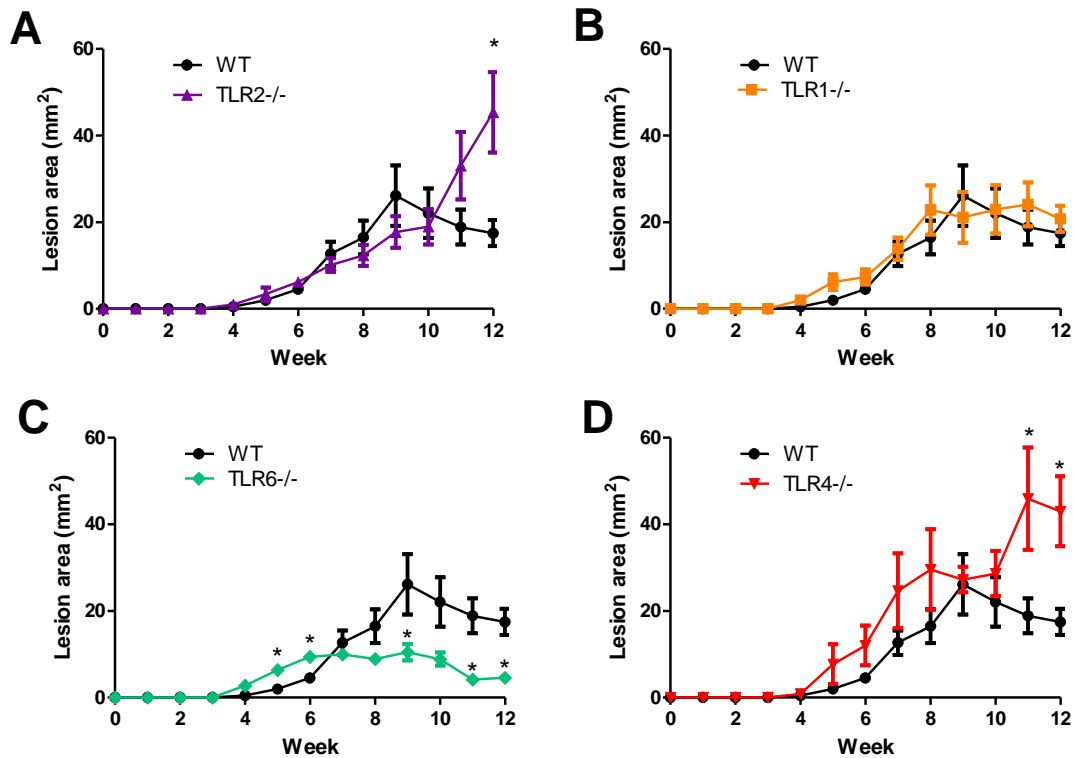 A
60
40
20
0
Lesion area (mm²)
WT
TLR2-/-
*
0 2 4 6 8 10 12
Week
B
60
40
20
0
Lesion area (mm²)
WT
TLR1-/-
0 2 4 6 8 10 12
Week
C
60
40
20
0
Lesion area (mm²)
WT
TLR6-/-
* * * * *
0 2 4 6 8 10 12
Week
D
60
40
20
0
Lesion area (mm²)
WT
TLR4-/-
* *
0 2 4 6 8 10 12
Week